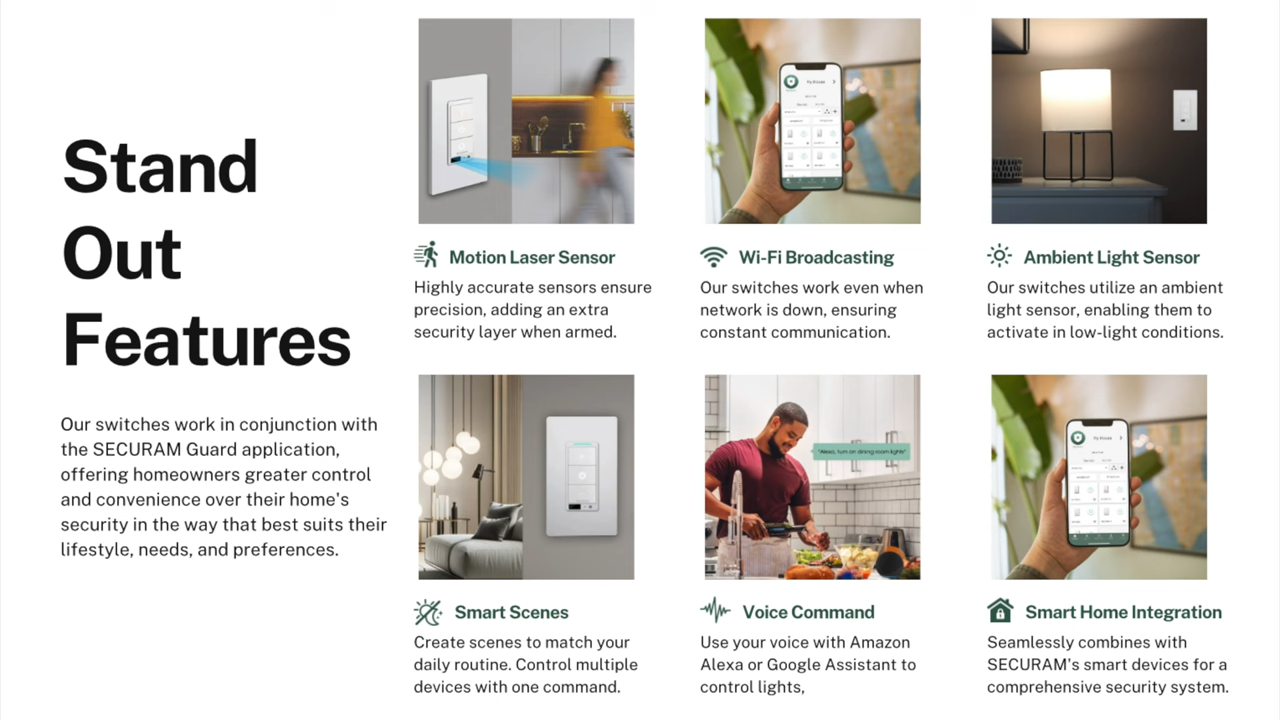 Stand
Out
Features
Our switches work in conjunction with
the SECURAM Guard application,
offering homeowners greater control
and convenience over their home's
security in the way that best suits their
lifestyle, needs, and preferences.
Motion Laser Sensor
Highly accurate sensors ensure
precision, adding an extra
security layer when armed.
Wi-Fi Broadcasting
Our switches work even when
network is down, ensuring
constant communication.
Ambient Light Sensor
Our switches utilize an ambient
light sensor, enabling them to
activate in low-light conditions.
Smart Scenes
Create scenes to match your
daily routine. Control multiple
devices with one command.
"Alexa, turn on dining room lights"
Voice Command
Use your voice with Amazon
Alexa or Google Assistant to
control lights,
Smart Home Integration
Seamlessly combines with
SECURAM's smart devices for a
comprehensive security system.